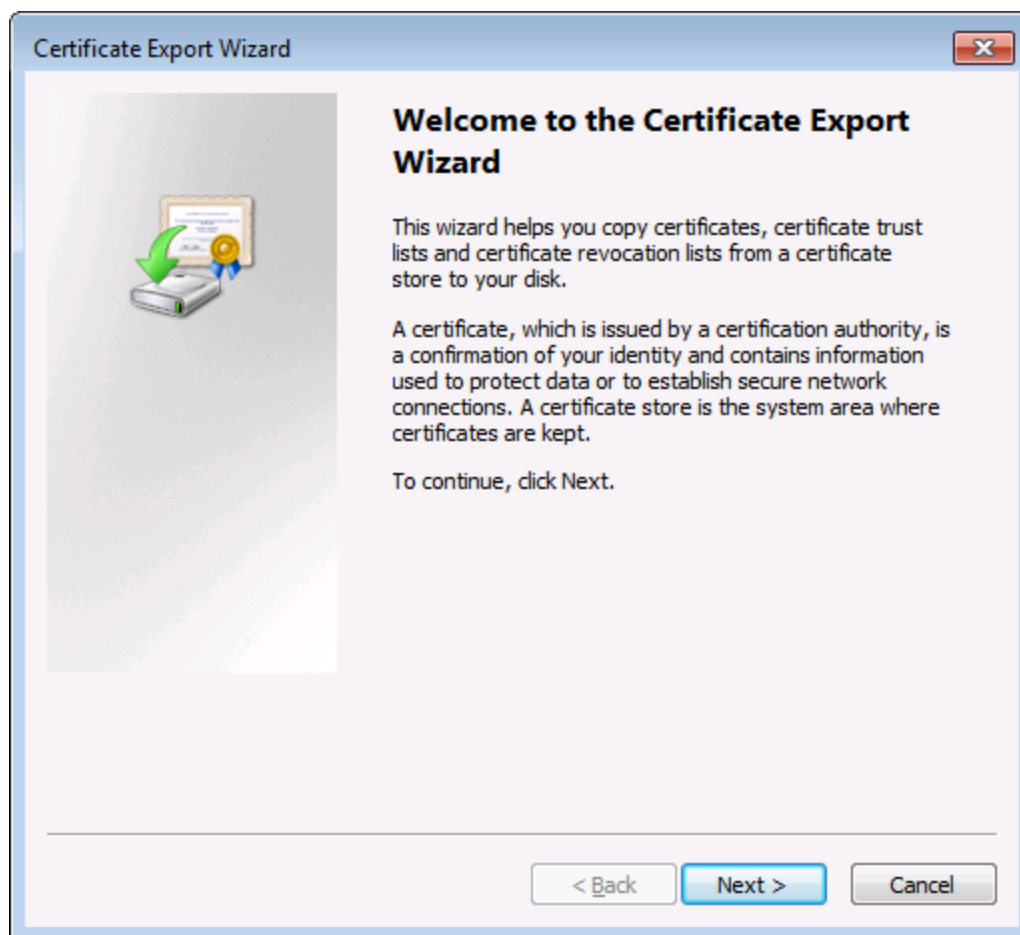 Certificate Export Wizard
Welcome to the Certificate Export
Wizard
This wizard helps you copy certificates, certificate trust
lists and certificate revocation lists from a certificate
store to your disk.
A certificate, which is issued by a certification authority, is
a confirmation of your identity and contains information
used to protect data or to establish secure network
connections. A certificate store is the system area where
certificates are kept.
To continue, click Next.
< Back
Next >
Cancel